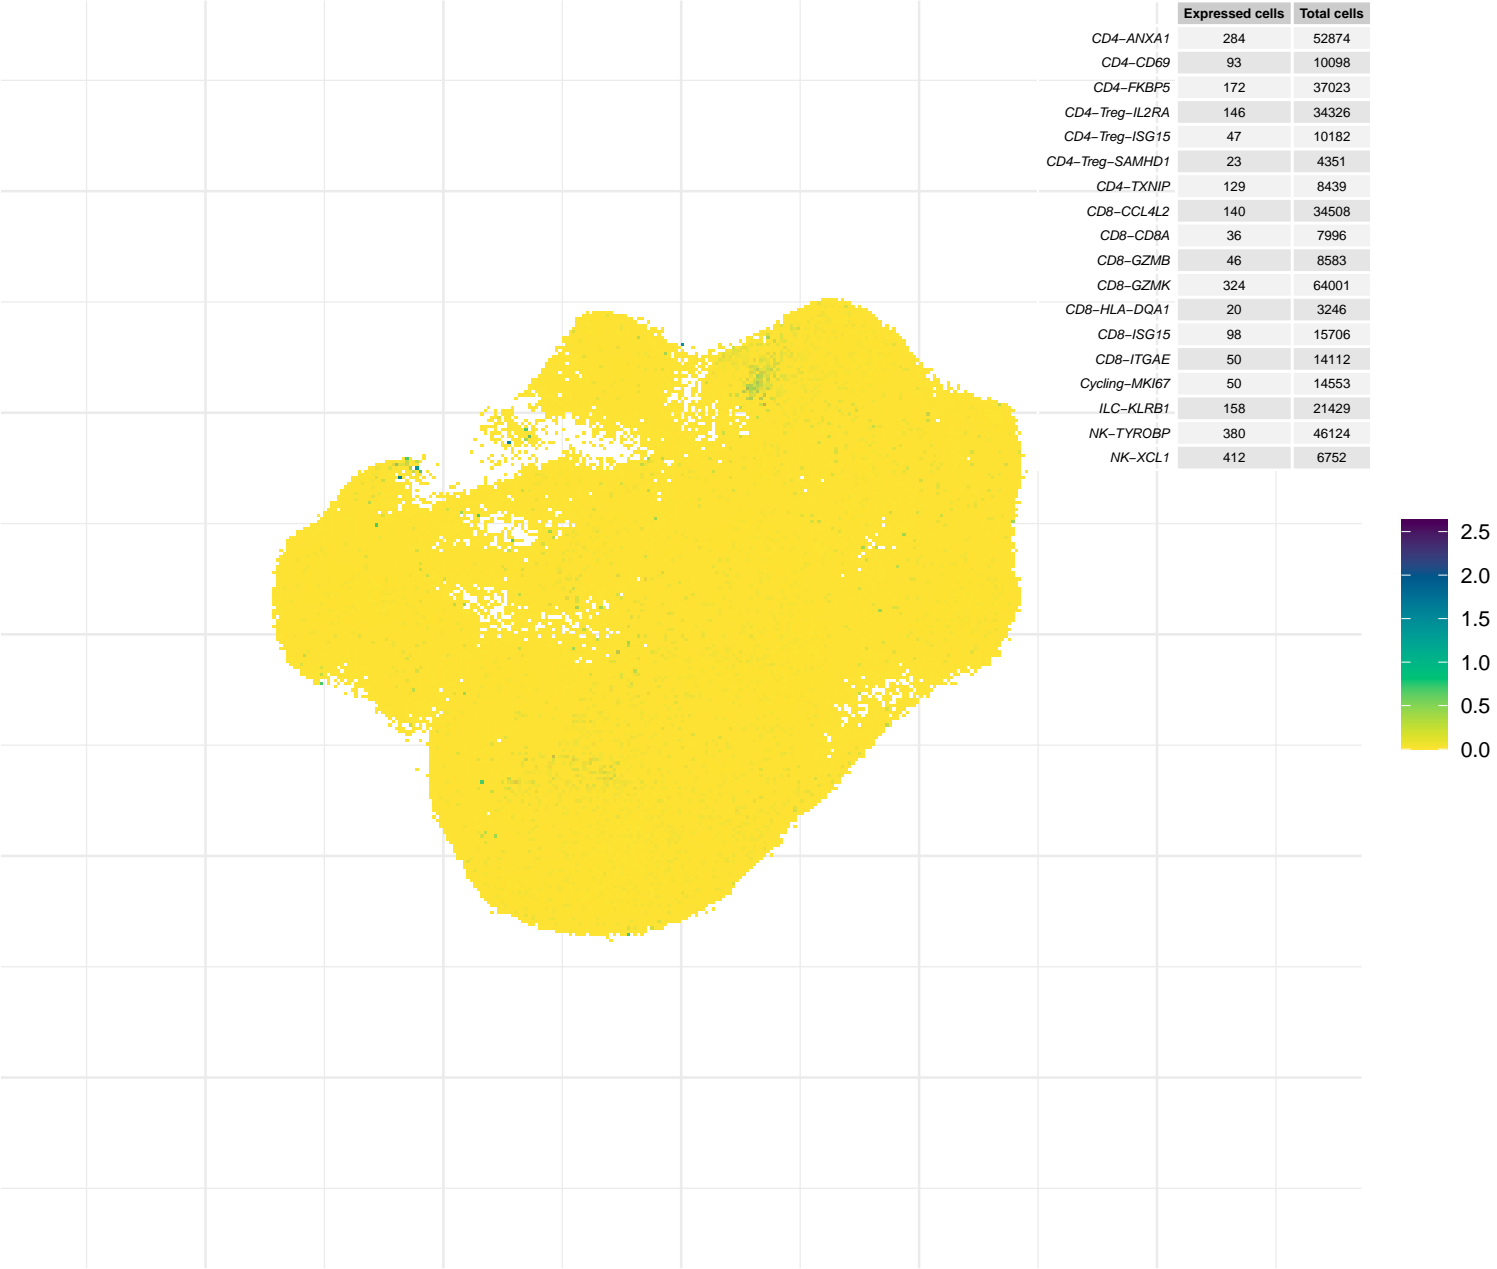 Expressed cells Total cells
CD4−ANXA1 284 52874
CD4−CD69 93 10098
CD4−FKBP5 172 37023
CD4−Treg−IL2RA 146 34326
CD4−Treg−ISG15 47 10182
CD4−Treg−SAMHD1 23 4351
CD4−TXNIP 129 8439
CD8−CCL4L2 140 34508
CD8−CD8A 36 7996
CD8−GZMB 46 8583
CD8−GZMK 324 64001
CD8−HLA−DQA1 20 3246
CD8−ISG15 98 15706
CD8−ITGAE 50 14112
Cycling−MKI67 50 14553
ILC−KLRB1 158 21429
NK−TYROBP 380 46124
NK−XCL1 412 6752
2.5
2.0
1.5
1.0
0.5
0.0